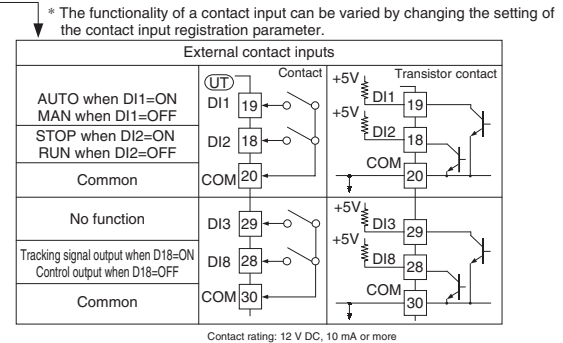 * The functionality of a contact input can be varied by changing the setting of
the contact input registration parameter.
External contact inputs
AUTO when DI1=ON
MAN when DI1=OFF
STOP when DI2=ON
RUN when DI2=OFF
Common
UT
Contact
DI1 19
DI2 18
COM 20
Transistor contact
+5V
DI1 19
+5V
DI2 18
COM
20
No function
Tracking signal output when D18=ON
Control output when D18=OFF
Common
DI3 29
DI8 28
COM 30
+5V
DI3 29
+5V
DI8 28
COM
30
Contact rating: 12 V DC, 10 mA or more